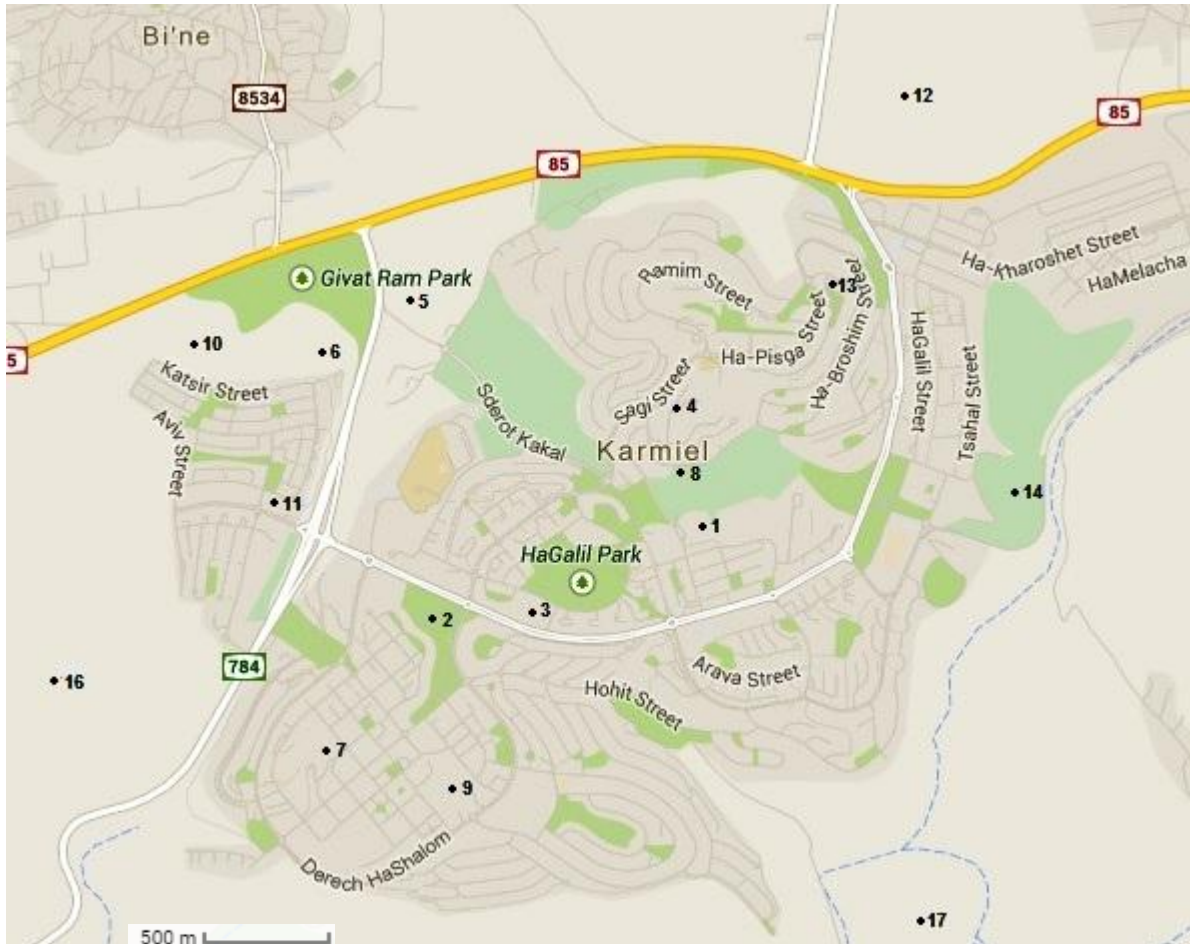 Bi'ne
8534
12
85
85
Ha-Kharoshet Street
HaMelacha
Givat Ram Park
Ramim Street
13
5
10
6
5
Ha-Pisga Street
Ha-Broshim Street
HaGalil Street
Tsahal Street
Katsir Street
Aviv Street
Sderot Kakal
Sagi Street
4
Karmiel
8
14
11
1
HaGalil Park
2
3
784
16
Arava Street
Hohit Street
7
9
Derech HaShalom
17
500 m